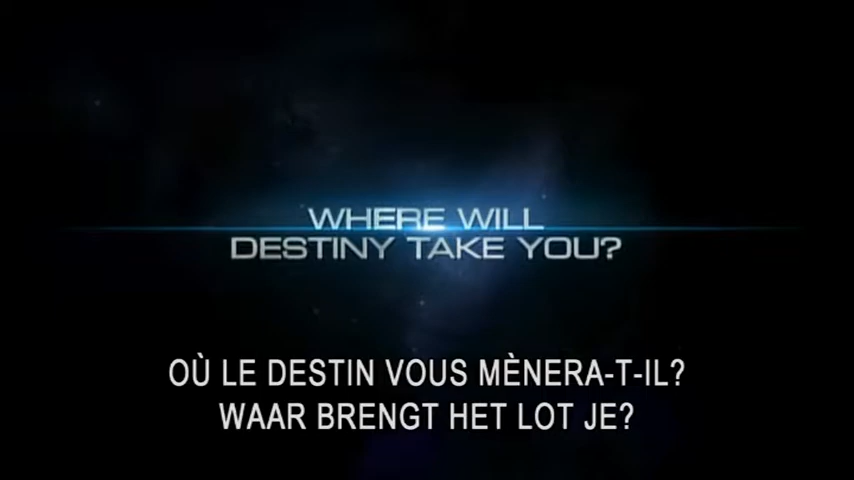 WHERE WILL
DESTINY TAKE YOU?
OÙ LE DESTIN VOUS MÈNERA-T-IL?
WAAR BRENGT HET LOT JE?